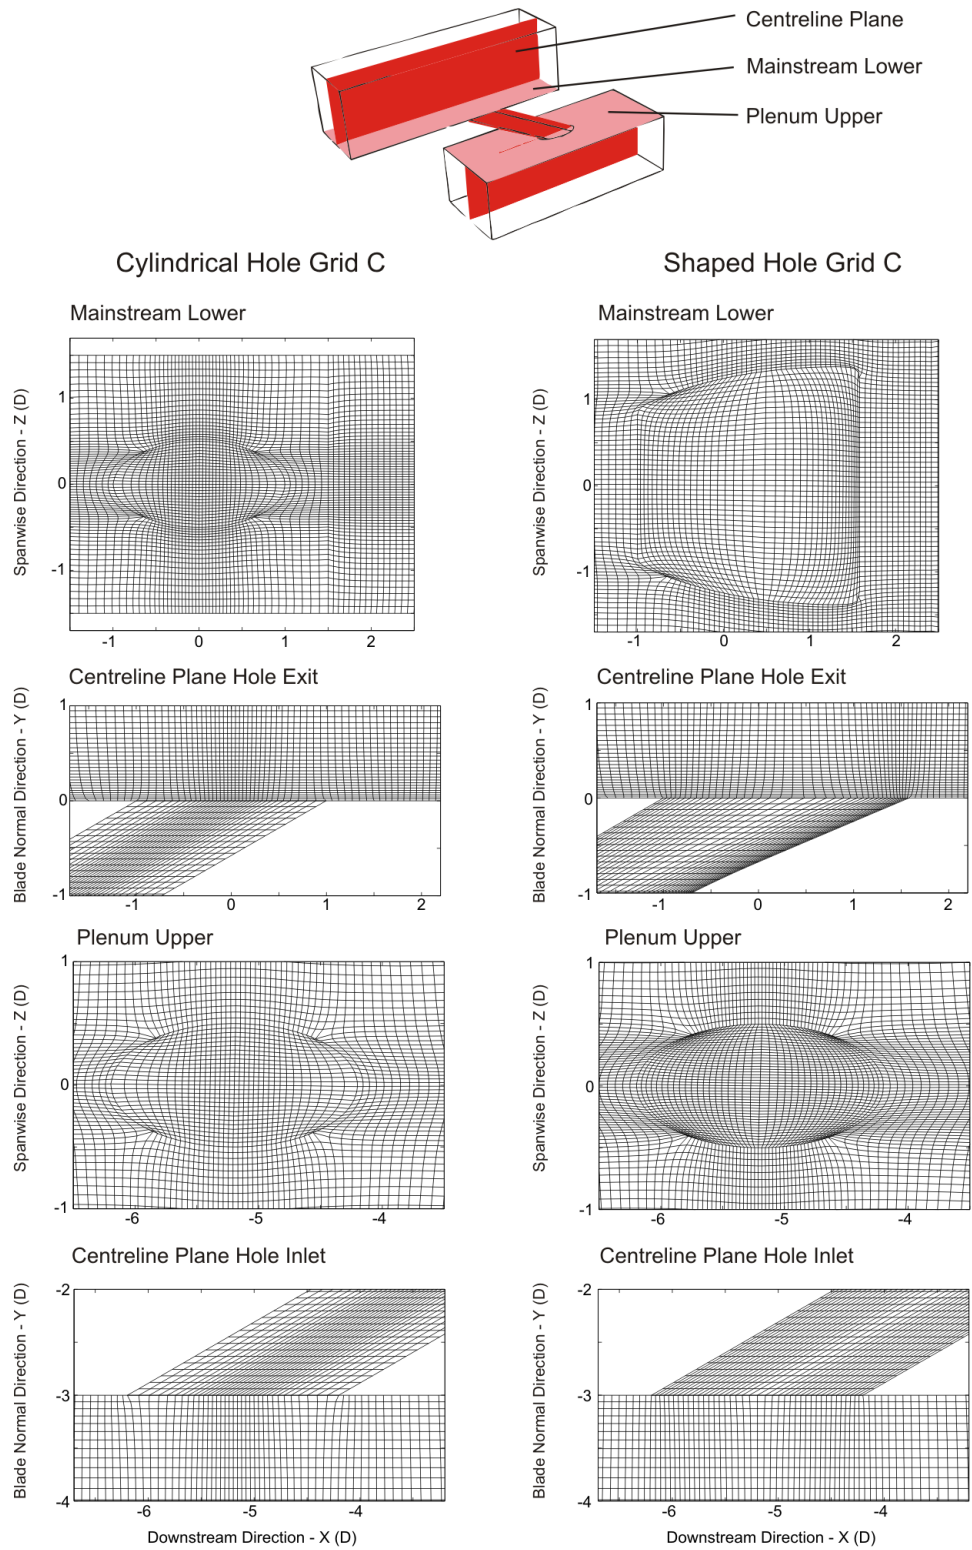 Centreline Plane
Mainstream Lower
Plenum Upper
Cylindrical Hole Grid C
Shaped Hole Grid C
Mainstream Lower
Mainstream Lower
Spanwise Direction - Z (D)
1
0
-1
-1 0 1 2
Spanwise Direction - Z (D)
1
0
-1
-1 0 1 2
Centreline Plane Hole Exit
Centreline Plane Hole Exit
Blade Normal Direction - Y (D)
1
0
-1
-1 0 1 2
Blade Normal Direction - Y (D)
1
0
-1
-1 0 1 2
Plenum Upper
Plenum Upper
Spanwise Direction - Z (D)
1
0
-1
-6 -5 -4
Spanwise Direction - Z (D)
1
0
-1
-6 -5 -4
Centreline Plane Hole Inlet
Centreline Plane Hole Inlet
Blade Normal Direction - Y (D)
-2
-3
-4
-6 -5 -4
Downstream Direction - X (D)
Blade Normal Direction - Y (D)
-2
-3
-4
-6 -5 -4
Downstream Direction - X (D)